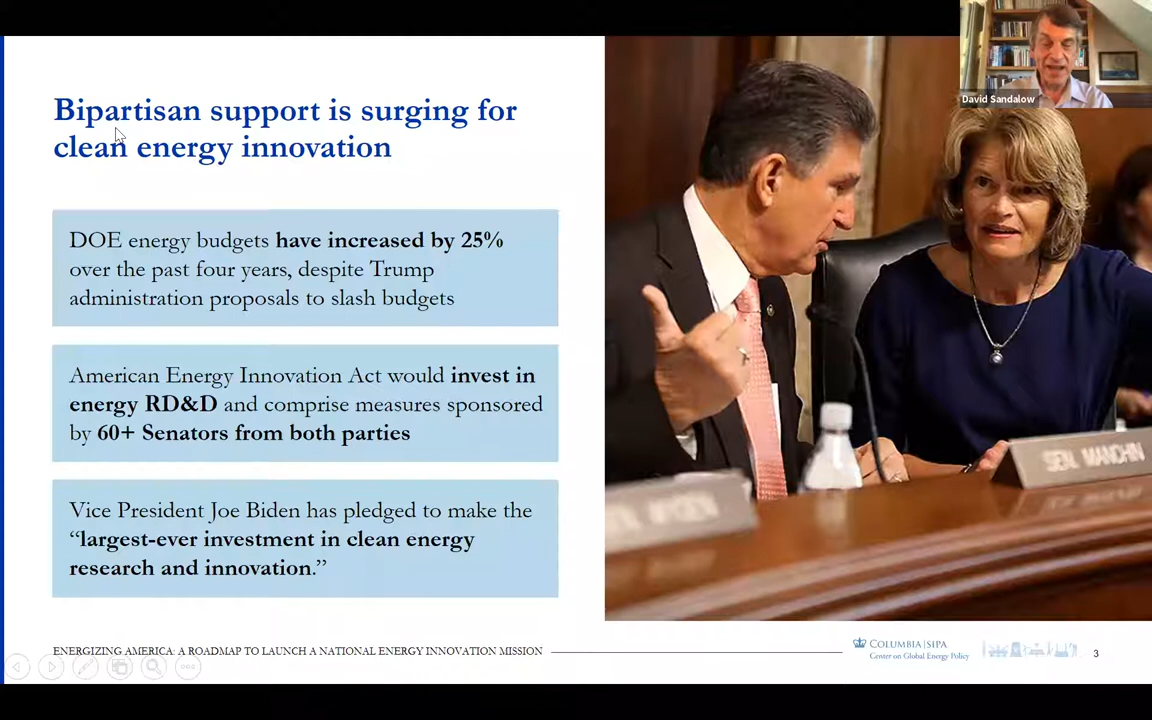 David Sandalow
Bipartisan support is surging for
clean energy innovation
DOE energy budgets have increased by 25%
over the past four years, despite Trump
administration proposals to slash budgets
American Energy Innovation Act would invest in
energy RD&D and comprise measures sponsored
by 60+ Senators from both parties
Vice President Joe Biden has pledged to make the
“largest-ever investment in clean energy
research and innovation.”
SEN. MANCHIN
ENERGIZING AMERICA: A ROADMAP TO LAUNCH A NATIONAL ENERGY INNOVATION MISSION
COLUMBIA | SIPA
Center on Global Energy Policy
3